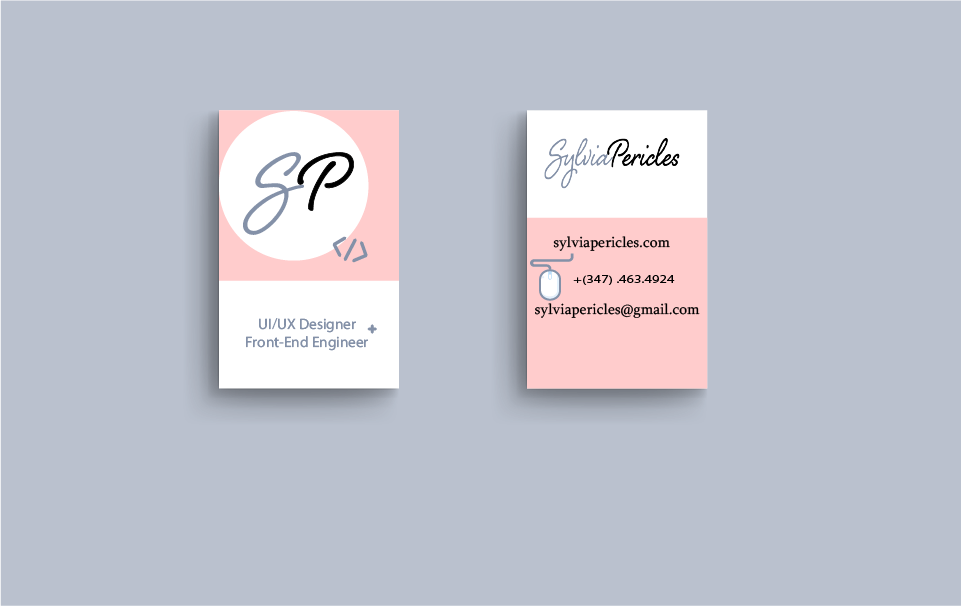 SP
</>
UI/UX Designer +
Front-End Engineer
SylviaPericles
sylviapericles.com
+(347) .463.4924
sylviapericles@gmail.com